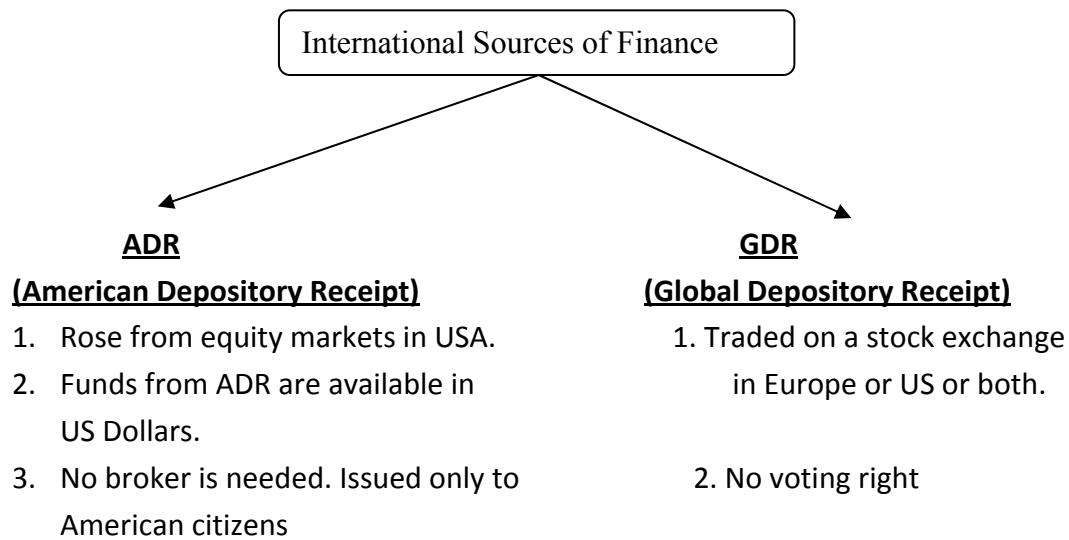 International Sources of Finance
ADR
(American Depository Receipt)
1. Rose from equity markets in USA.
2. Funds from ADR are available in
US Dollars.
3. No broker is needed. Issued only to
American citizens
GDR
(Global Depository Receipt)
1. Traded on a stock exchange
in Europe or US or both.
2. No voting right